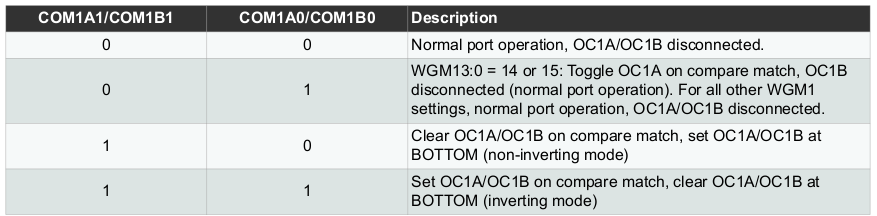 COM1A1/COM1B1 COM1A0/COM1B0 Description
0 0 Normal port operation, OC1A/OC1B disconnected.
WGM13:0 = 14 or 15: Toggle OC1A on compare match, OC1B
0 1 disconnected (normal port operation). For all other WGM1
settings, normal port operation, OC1A/OC1B disconnected.
1 0 Clear OC1A/OC1B on compare match, set OC1A/OC1B at
BOTTOM (non-inverting mode)
1 1 Set OC1A/OC1B on compare match, clear OC1A/OC1B at
BOTTOM (inverting mode)